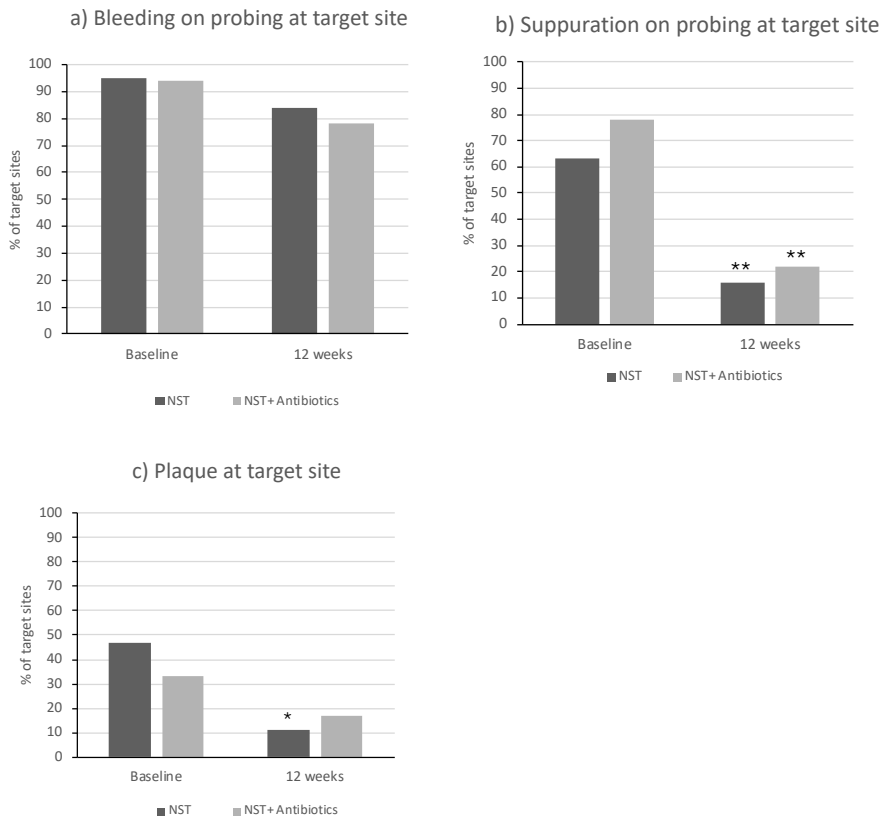 a) Bleeding on probing at target site
100
90
80
70
60
50
40
30
20
10
0
% of target sites
Baseline
12 weeks
NST
NST+ Antibiotics
b) Suppuration on probing at target site
100
90
80
70
60
50
40
30
20
10
0
% of target sites
**
**
Baseline
12 weeks
NST
NST+ Antibiotics
c) Plaque at target site
100
90
80
70
60
50
40
30
20
10
0
% of target sites
*
Baseline
12 weeks
NST
NST+ Antibiotics